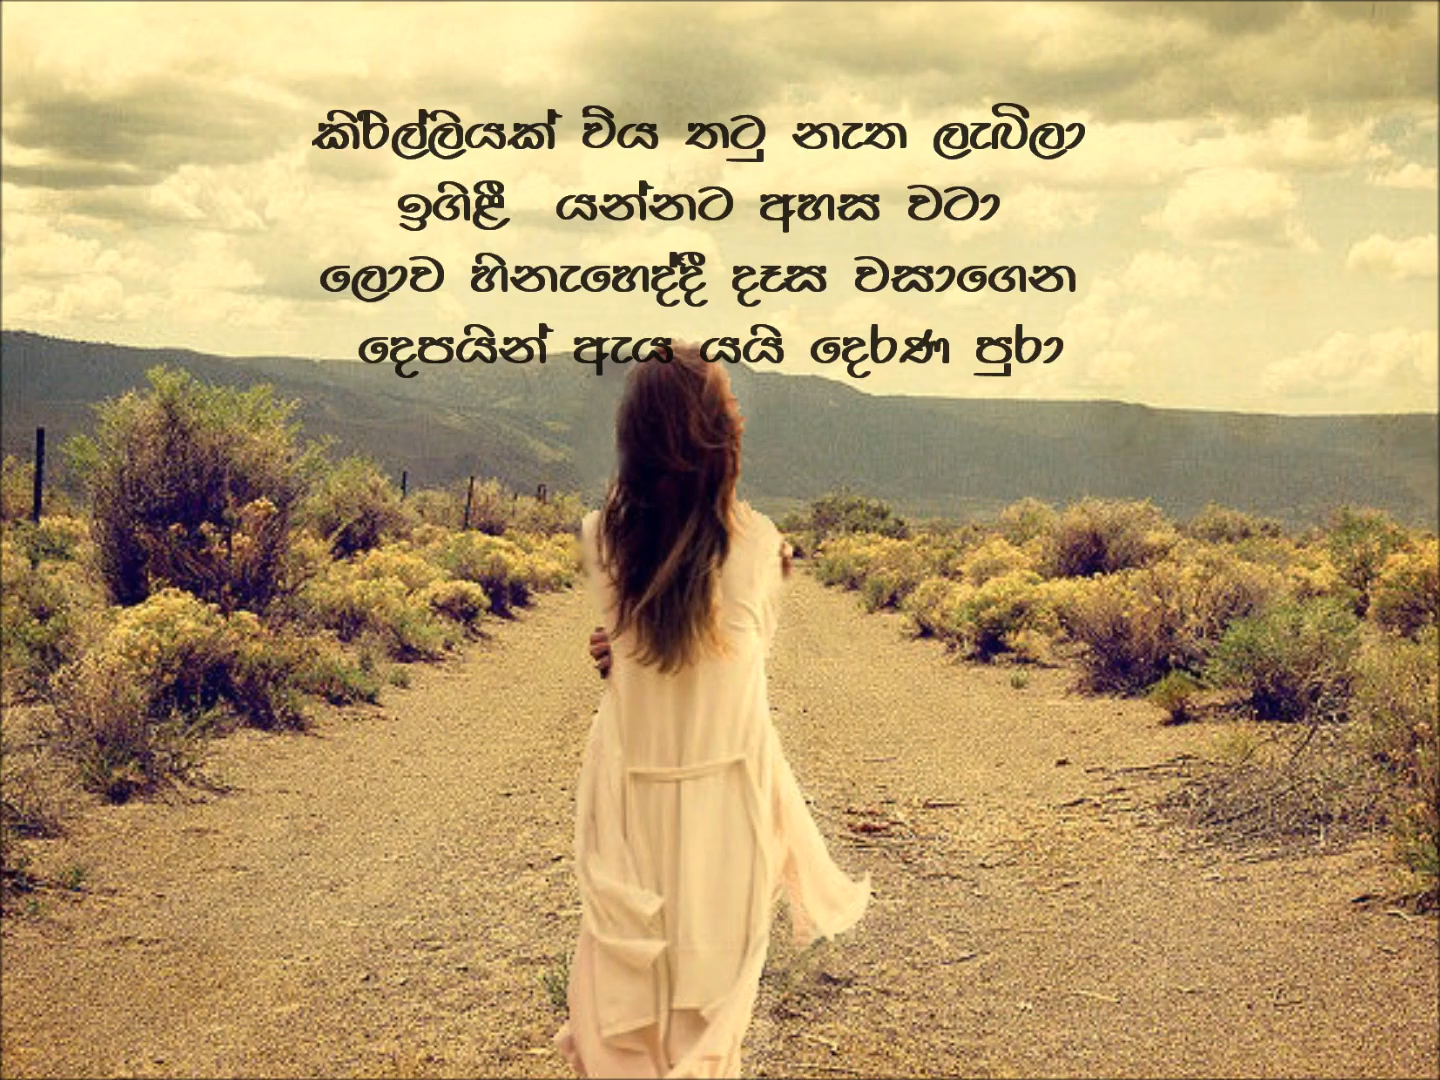 කිරිල්ලියක් විය තටු නැත ලැබිලා
ඉගිළී යන්නට අහස වටා
ලොව හිනැහෙද්දී දෑස වසාගෙන
දෙපයින් ඇය යයි දෙරණ පුරා